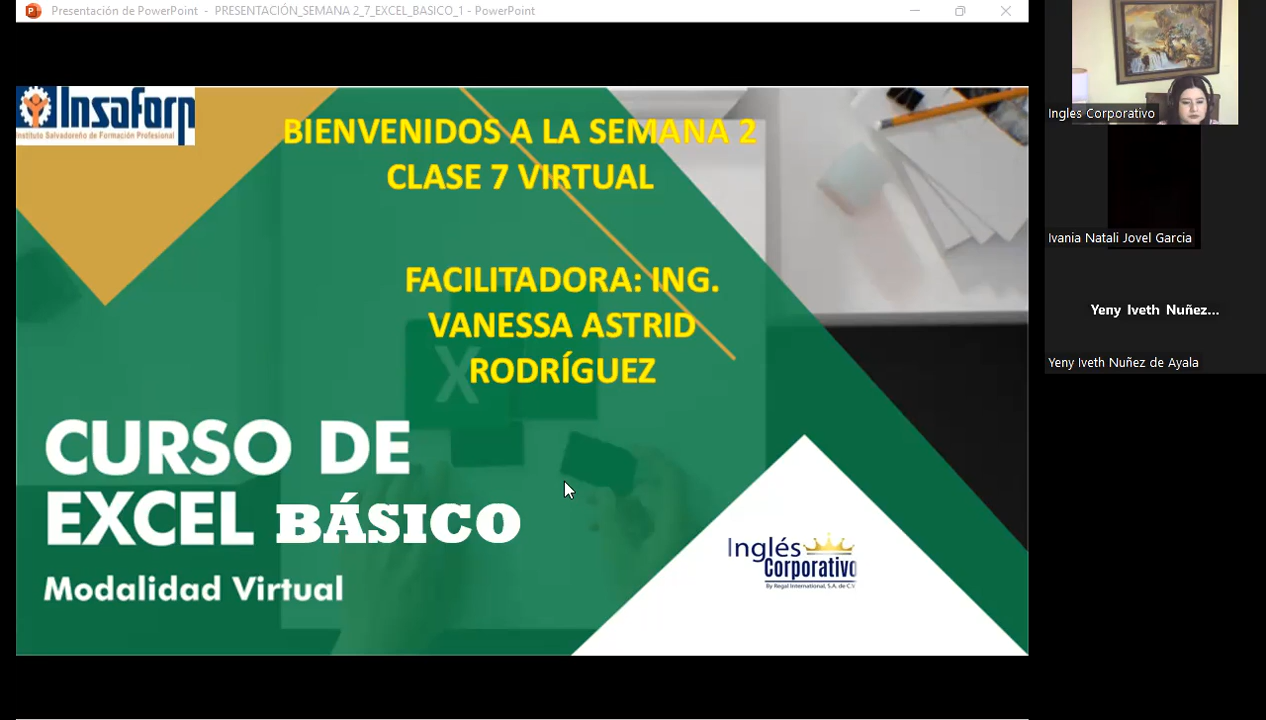 Presentación de PowerPoint - PRESENTACIÓN_SEMANA 2_7_EXCEL_BASICO_1 - PowerPoint
Insaforp
Instituto Salvadoreño de Formación Profesional
BIENVENIDOS A LA SEMANA 2
CLASE 7 VIRTUAL
FACILITADORA: ING.
VANESSA ASTRID
RODRÍGUEZ
X
CURSO DE
EXCEL BÁSICO
Modalidad Virtual
Inglés
Corporativo
By Regal International, S.A. de C.V
Ingles Corporativo
Ivania Natali Jovel Garcia
Yeny Iveth Nuñez...
Yeny Iveth Nuñez de Ayala